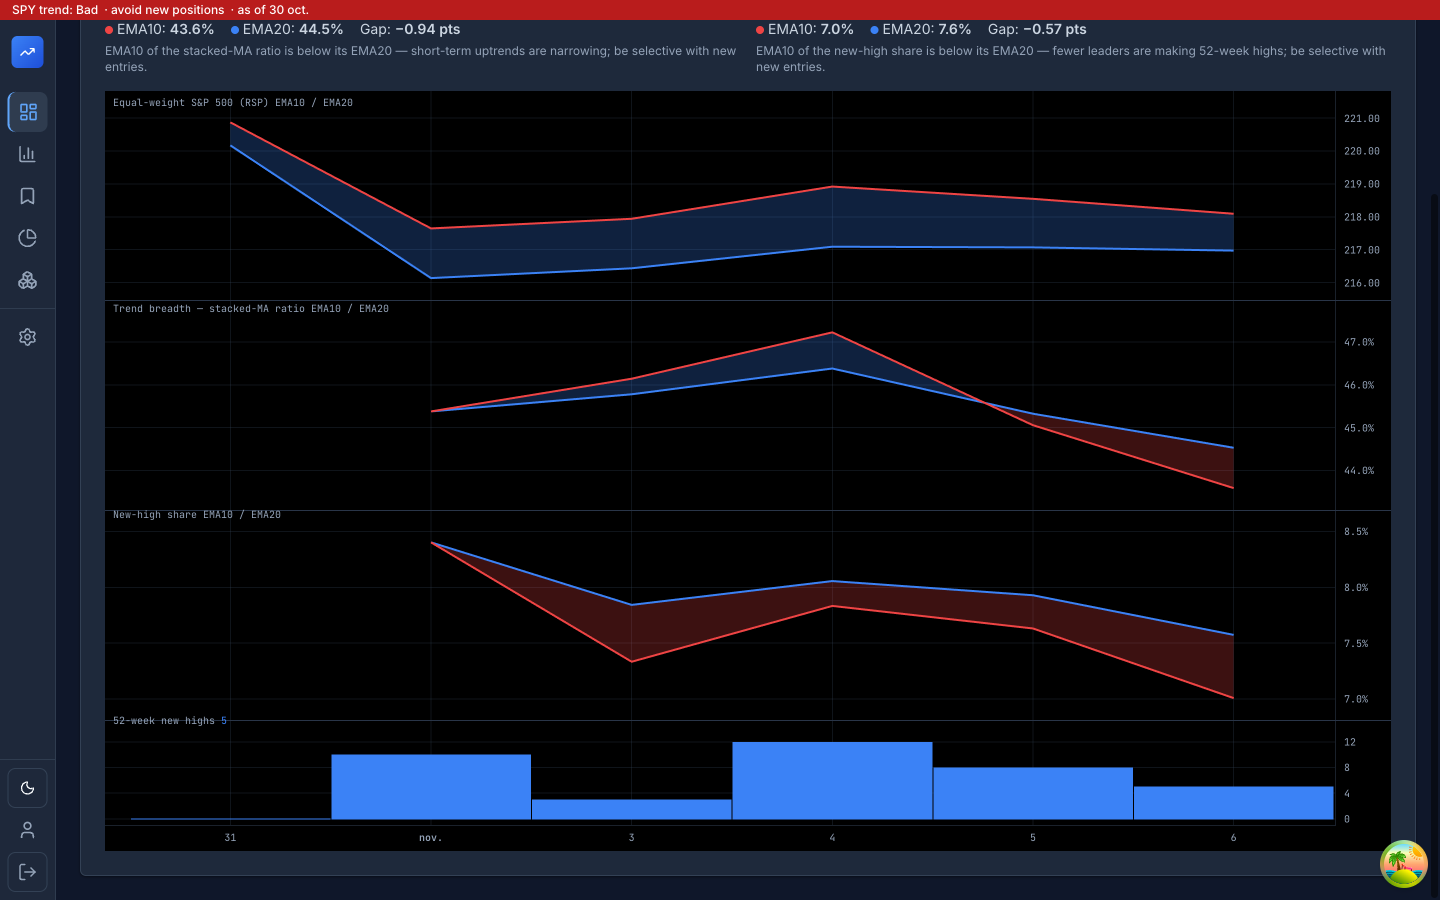 SPY trend: Bad · avoid new positions · as of 30 oct.
EMA10: 43.6% EMA20: 44.5% Gap: −0.94 pts
EMA10 of the stacked-MA ratio is below its EMA20 — short-term uptrends are narrowing; be selective with new
entries.
EMA10: 7.0% EMA20: 7.6% Gap: −0.57 pts
EMA10 of the new-high share is below its EMA20 — fewer leaders are making 52-week highs; be selective with
new entries.
Equal-weight S&P 500 (RSP) EMA10 / EMA20
221.00
220.00
219.00
218.00
217.00
216.00
Trend breadth — stacked-MA ratio EMA10 / EMA20
47.0%
46.0%
45.0%
44.0%
New-high share EMA10 / EMA20
8.5%
8.0%
7.5%
7.0%
52-week new highs 5
12
8
4
0
31 nov. 3 4 5 6